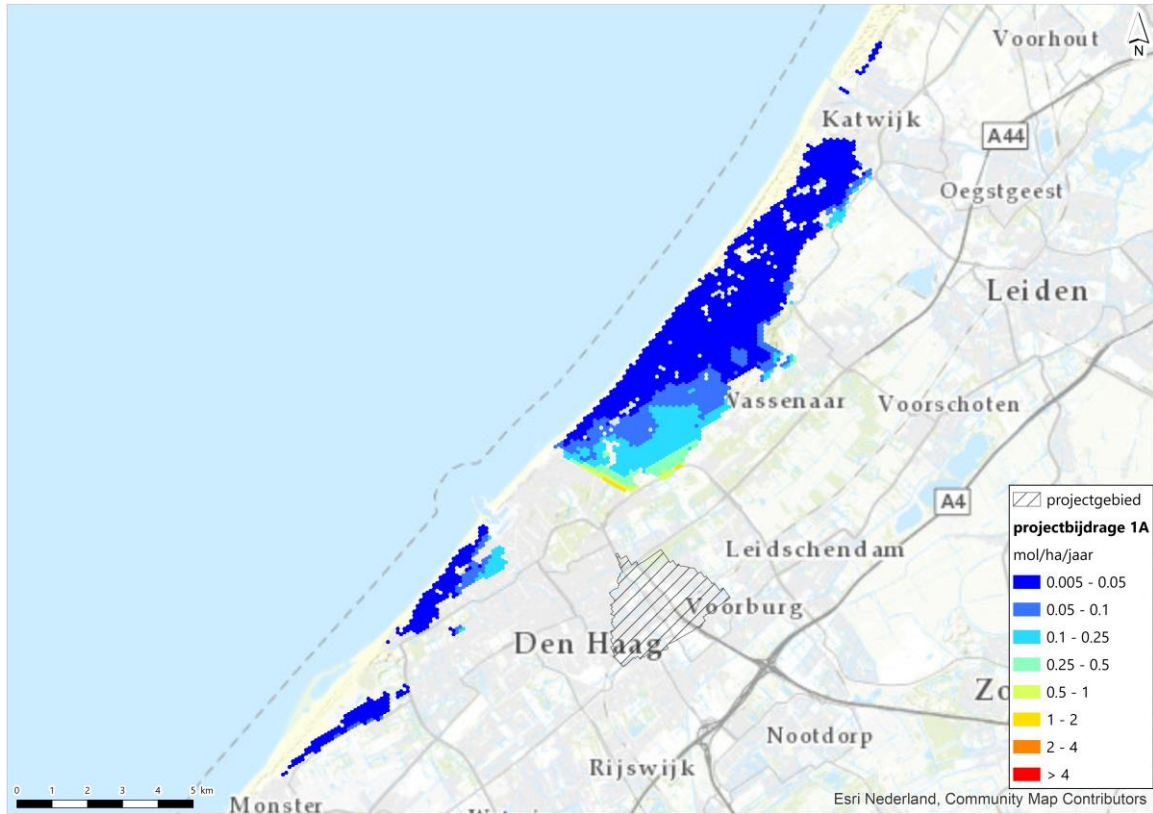 N
Voorhout
Katwijk
A44
Oegstgeest
Leiden
Wassenaar
Voorschoten
A4
Leidschendam
Voorburg
Den Haag
Nootdorp
Rijswijk
Monster
projectgebied
projectbijdrage 1A
mol/ha/jaar
0.005 - 0.05
0.05 - 0.1
0.1 - 0.25
0.25 - 0.5
0.5 - 1
1 - 2
2 - 4
> 4
0 1 2 3 4 5 km
Esri Nederland, Community Map Contributors